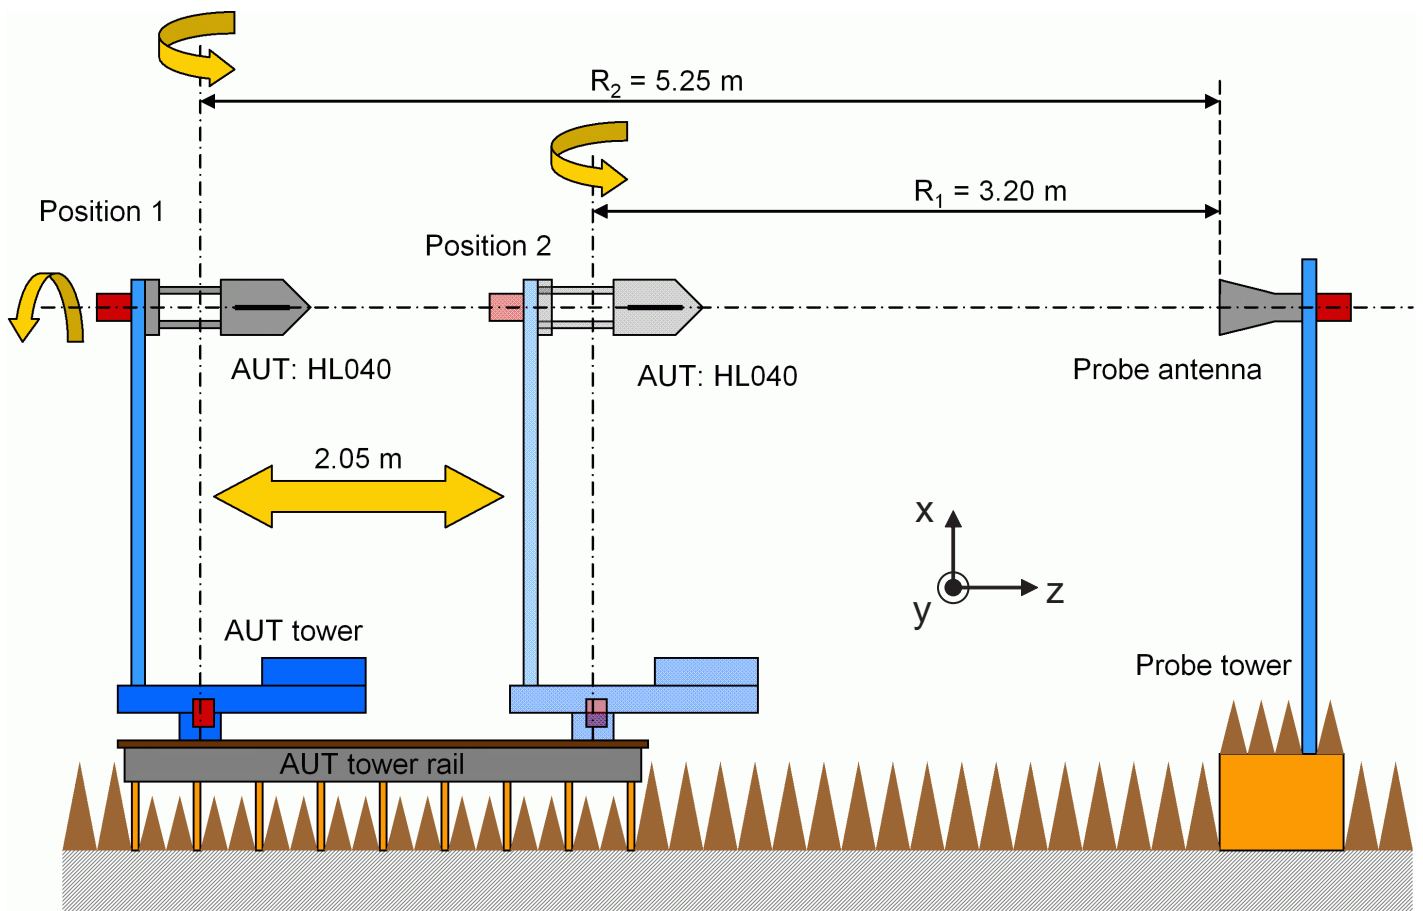 R2 = 5.25 m
R1 = 3.20 m
Position 1
Position 2
AUT: HL040
AUT: HL040
Probe antenna
2.05 m
x
y
z
AUT tower
Probe tower
AUT tower rail